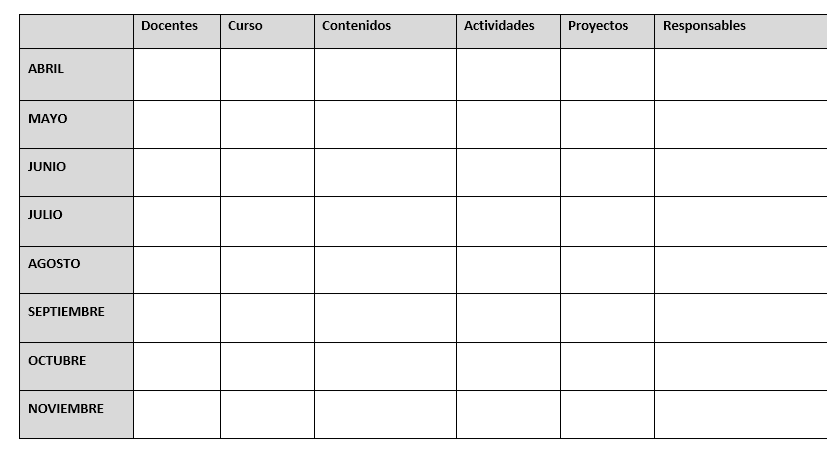 Docentes Curso Contenidos Actividades Proyectos Responsables
ABRIL
MAYO
JUNIO
JULIO
AGOSTO
SEPTIEMBRE
OCTUBRE
NOVIEMBRE